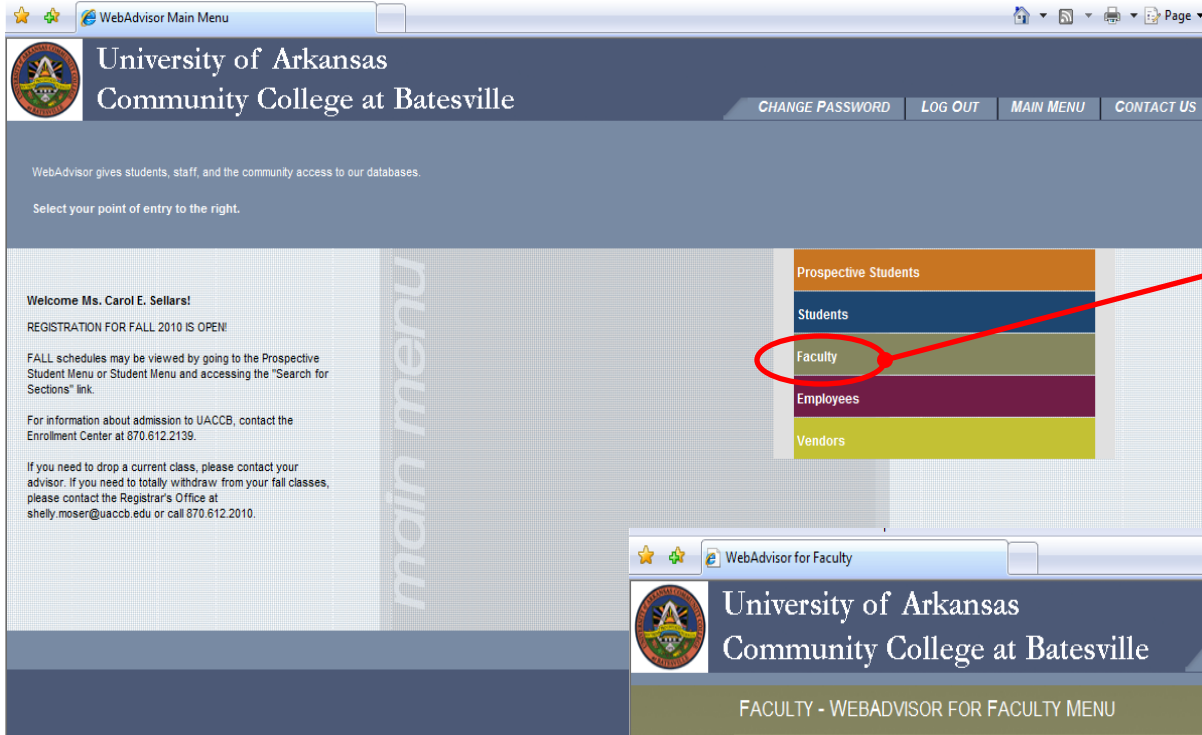 WebAdvisor Main Menu
Page
University of Arkansas
Community College at Batesville
CHANGE PASSWORD LOG OUT MAIN MENU CONTACT US
WebAdvisor gives students, staff, and the community access to our databases.
Select your point of entry to the right.
main menu
Welcome Ms. Carol E. Sellars!
REGISTRATION FOR FALL 2010 IS OPEN!
FALL schedules may be viewed by going to the Prospective
Student Menu or Student Menu and accessing the "Search for
Sections" link.
For information about admission to UACCB, contact the
Enrollment Center at 870.612.2139.
If you need to drop a current class, please contact your
advisor. If you need to totally withdraw from your fall classes,
please contact the Registrar's Office at
shelly.moser@uaccb.edu or call 870.612.2010.
Prospective Students
Students
Faculty
Employees
Vendors
WebAdvisor for Faculty
University of Arkansas
Community College at Batesville
FACULTY - WEBADVISOR FOR FACULTY MENU